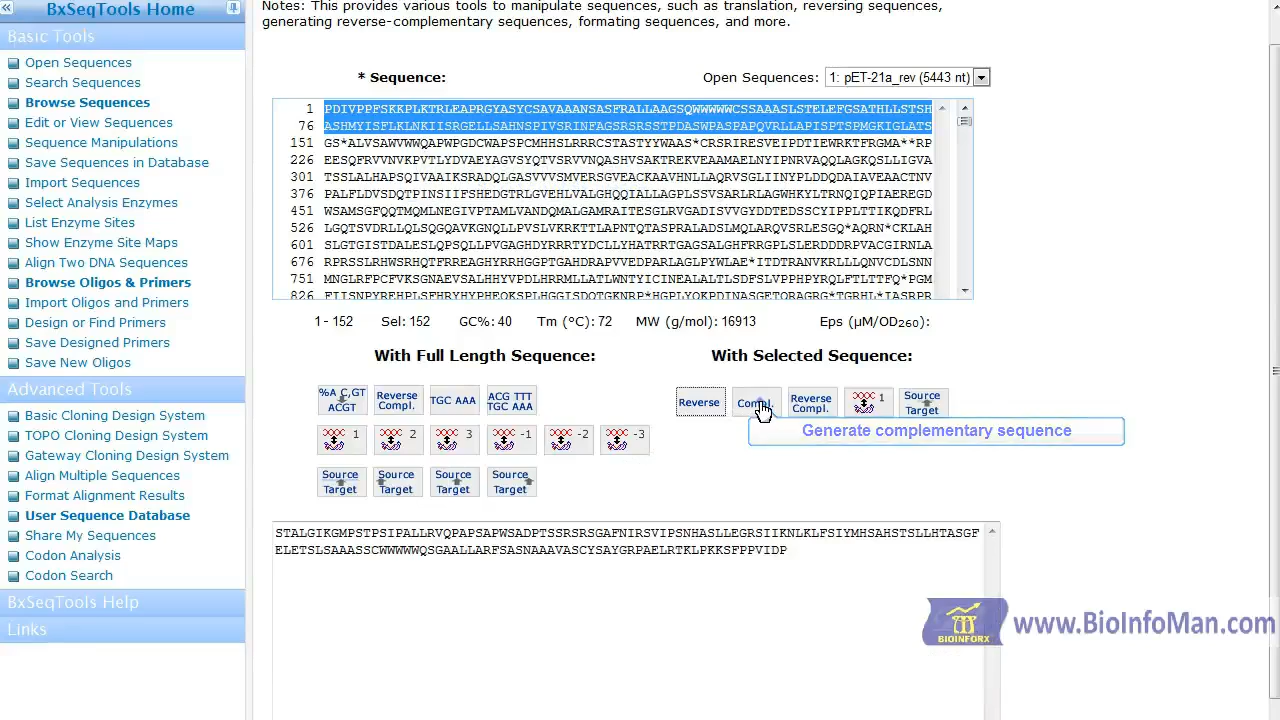 BxSeqTools Home
Basic Tools
Open Sequences
Search Sequences
Browse Sequences
Edit or View Sequences
Sequence Manipulations
Save Sequences in Database
Import Sequences
Select Analysis Enzymes
List Enzyme Sites
Show Enzyme Site Maps
Align Two DNA Sequences
Browse Oligos & Primers
Import Oligos and Primers
Design or Find Primers
Save Designed Primers
Save New Oligos
Advanced Tools
Basic Cloning Design System
TOPO Cloning Design System
Gateway Cloning Design System
Align Multiple Sequences
Format Alignment Results
User Sequence Database
Share My Sequences
Codon Analysis
Codon Search
BxSeqTools Help
Links
Notes: This provides various tools to manipulate sequences, such as translation, reversing sequences,
generating reverse-complementary sequences, formating sequences, and more.
* Sequence: Open Sequences: 1: pET-21a_rev (5443 nt)
1 PDIVPPFSKKPLKTRLEAPRGYASYCSAVAAANSASFRALLAAGSQWWWWWCSSAAASLSTELEFGSATHLLSTSH
76 ASHMYISFLKLNKIISRGELLSAHNSPIVSRINFAGSRSRSSTPDASWPASPAPQVRLLAPISPTSPMGKIGLATS
151 GS*ALVSAWVWWQAPWPGDCWAPSPCMHHSLRRRCSTASTYYWAAS*CRSRIRESVEIPDTIEWRKTFRGMA**RP
226 EESQFRVVNVKPVTLYDVAEYAGVSYQTVSRVVNQASHVSAKTREKVEAAMAELNYIPNRVAQQLAGKQSLLIGVA
301 TSSLALHAPSQIVAAIKSRADQLGASVVVSMVERSGVEACKAAVHNLLAQRVSGLIINYPLDDQDAIAVEAACTNV
376 PALFLDVSDQTPINSIIFSHEDGTRLGVEHLVALGHQQIALLAGPLSSVSARLRLAGWHKYLTRNQIQPIAEREGD
451 WSAMSGFQQTMQMLNEGIVPTAMLVANDQMALGAMRAITESGLRVGADISVVGYDDTEDSSCYIPPLTTIKQDFRL
526 LGQTSVDRLLQLSQGQAVKGNQLLPVSLVKRKTTLAPNTQTASPRALADSLMQLARQVSRLESGQ*AQRN*CKLAH
601 SLGTGISTDALESLQPSQLLPVGAGHDYRRRTYDCLLYHATRRTGAGSALGHFRRGPLSLERDDDRPVACGIRNLA
676 RPRSSLRHWSRHQTFRREAGHYRRHGPPTGAHDRAPVVEDPARLAGLPYWLAE*ITDTRANVKRLLLQNVCDLSNN
751 MNGLRFPCFVKSGNAEVSALHHYVPDLHRRMLLATLWNTYICINEALALTLSDFSLVPPHPYRQLFTLTTFQ*PGM
1 - 152 Sel: 152 GC%: 40 Tm (°C): 72 MW (g/mol): 16913 Eps (µM/OD260):
With Full Length Sequence: With Selected Sequence:
%A C,GT
ACGT
Reverse
Compl.
TGC AAA
ACG TTT
TGC AAA
Reverse
Compl.
Reverse
Compl.
1
Source
Target
Generate complementary sequence
1 2 3 -1 -2 -3
Source
Target
Source
Target
Source
Target
Source
Target
STALGIKGMPSTPSIPALLRVQPAPSAPWSADPTSSRSRSGAFNIRSVIPSNHASLLEGRSIIKNLKLFSIYMHSAHSTSLLHTASGF
ELETSLSAAASSCWWWWWQSGAALLARFSASNAAAVASCYSAYGRPAELRTKLPKKSFPPVIDP
BIOINFORX
www.BioInfoMan.com